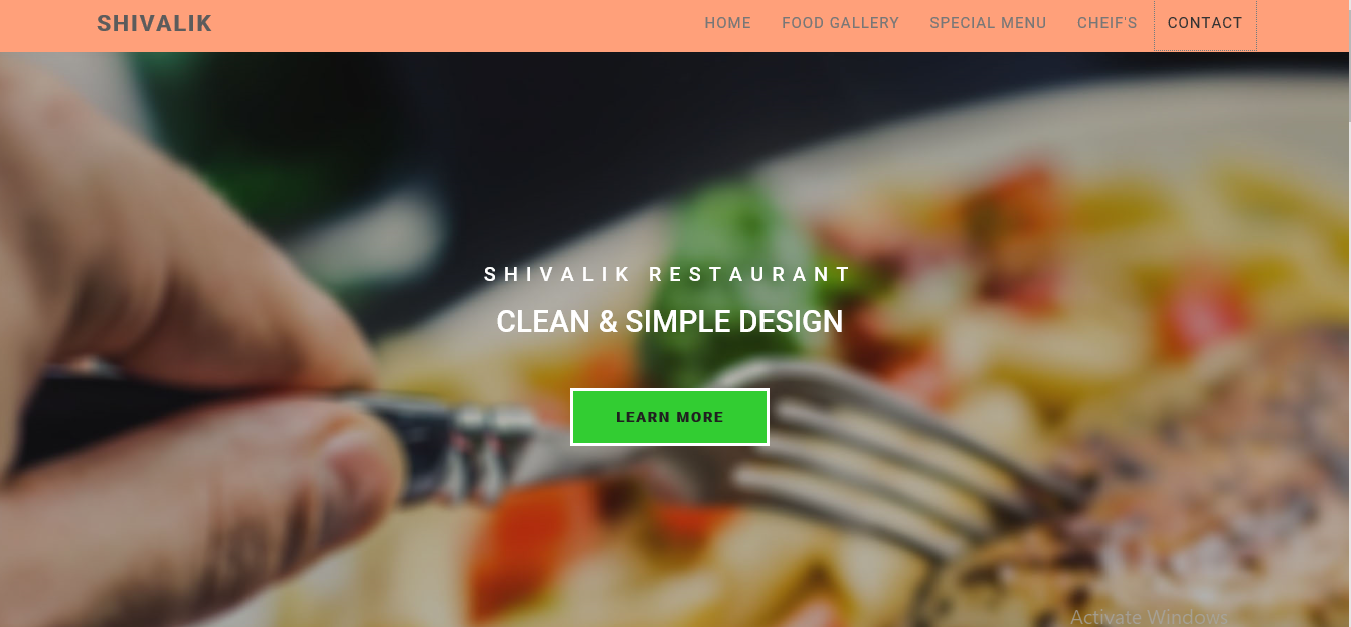 SHIVALIK
HOME FOOD GALLERY SPECIAL MENU CHEIF'S CONTACT
SHIVALIK RESTAURANT
CLEAN & SIMPLE DESIGN
LEARN MORE
Activate Windows